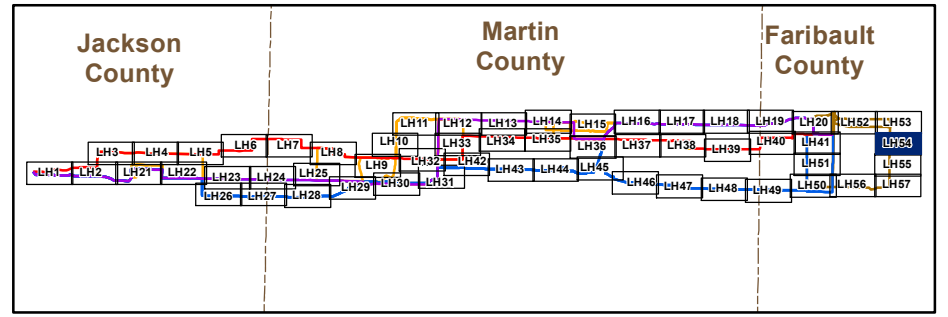 Jackson
County
Martin
County
Faribault
County
LH11 LH12 LH13 LH14 LH15 LH16 LH17 LH18 LH19 LH20 LH52 LH53
LH3 LH4 LH5 LH6 LH7 LH8 LH10 LH33 LH34 LH35 LH36 LH37 LH38 LH39 LH40 LH41 LH54
LH1 LH2 LH21 LH22 LH23 LH24 LH25 LH9 LH32 LH42 LH43 LH44 LH45 LH51 LH55
LH26 LH27 LH28 LH29 LH30 LH31 LH46 LH47 LH48 LH49 LH50 LH56 LH57